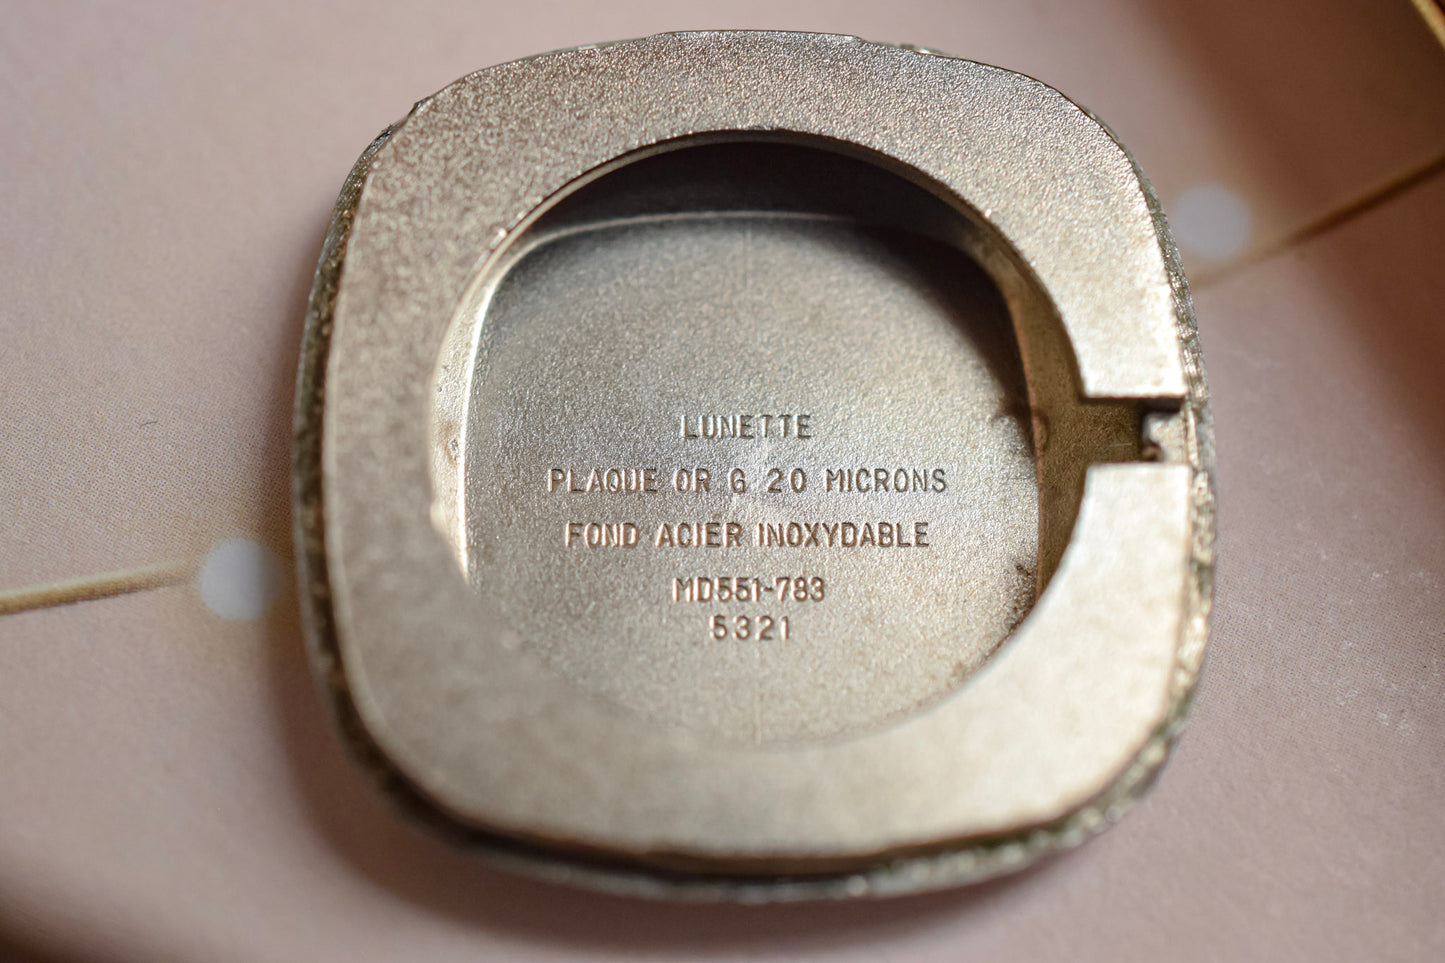 LUNETTE
PLAQUE OR G 20 MICRONS
FOND ACIER INOXYDABLE
MD551-783
5321